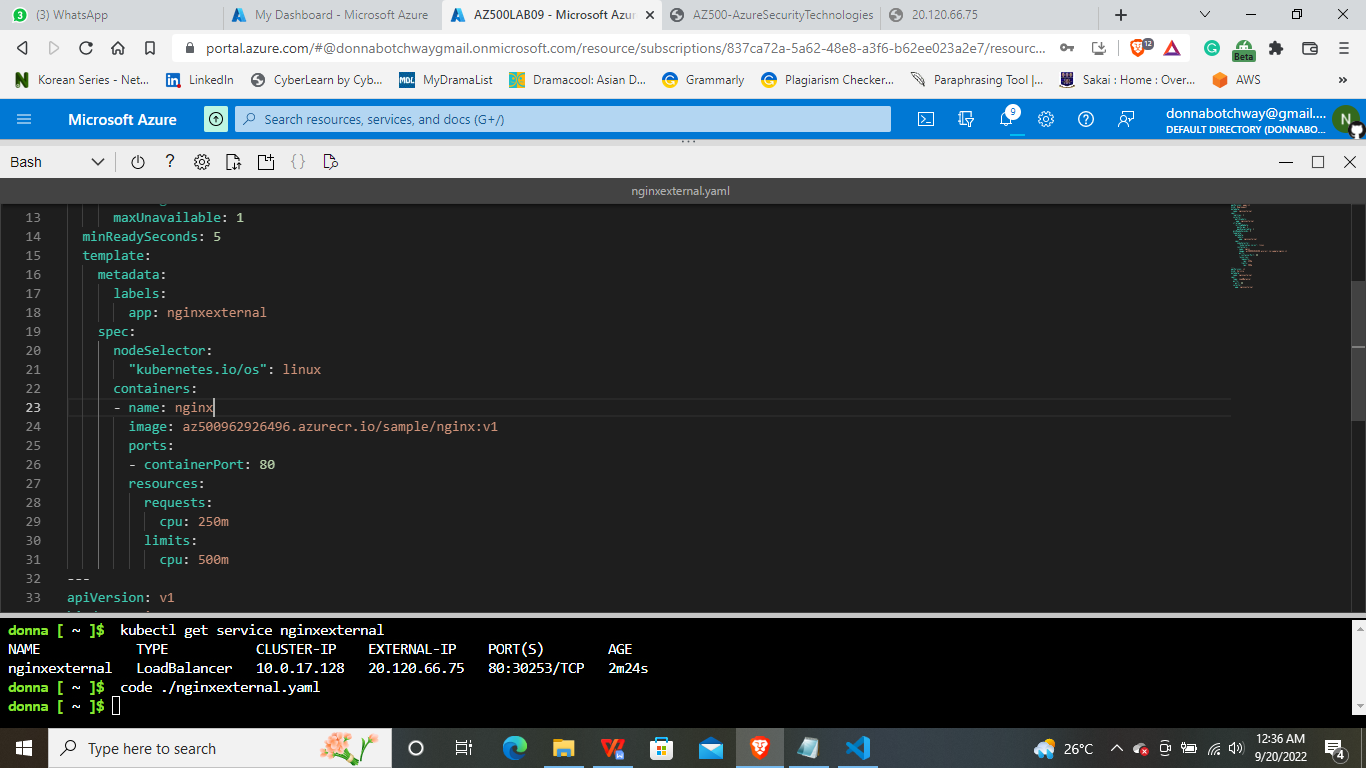 (3) WhatsApp
My Dashboard - Microsoft Azure
AZ500LAB09 - Microsoft Azur
AZ500-AzureSecurityTechnologies
20.120.66.75
portal.azure.com/#@donnabotchwaygmail.onmicrosoft.com/resource/subscriptions/837ca72a-5a62-48e8-a3f6-b62ee023a2e7/resourc...
12
Beta
Korean Series - Net...
LinkedIn
CyberLearn by Cyb...
MDL MyDramaList
Dramacool: Asian D...
Grammarly
Plagiarism Checker...
Paraphrasing Tool |...
Sakai : Home : Over...
AWS
»
Microsoft Azure
Search resources, services, and docs (G+/)
9
donnabotchway@gmail....
DEFAULT DIRECTORY (DONNABO...
N
Bash
?
{ }
nginxexternal.yaml
13 maxUnavailable: 1
14 minReadySeconds: 5
15 template:
16 metadata:
17 labels:
18 app: nginxexternal
19 spec:
20 nodeSelector:
21 "kubernetes.io/os": linux
22 containers:
23 - name: nginx
24 image: az500962926496.azurecr.io/sample/nginx:v1
25 ports:
26 - containerPort: 80
27 resources:
28 requests:
29 cpu: 250m
30 limits:
31 cpu: 500m
32 ---
33 apiVersion: v1
donna [ ~ ]$ kubectl get service nginxexternal
NAME TYPE CLUSTER-IP EXTERNAL-IP PORT(S) AGE
nginxexternal LoadBalancer 10.0.17.128 20.120.66.75 80:30253/TCP 2m24s
donna [ ~ ]$ code ./nginxexternal.yaml
donna [ ~ ]$
Type here to search
26°C
12:36 AM
9/20/2022
4